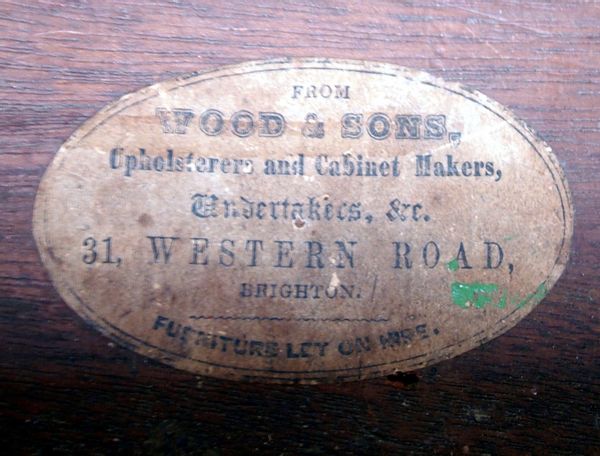 FROM
WOOD & SONS,
Upholsterers and Cabinet Makers,
Undertakers, &c.
31, WESTERN ROAD,
BRIGHTON.
FURNITURE LET ON HIRE.